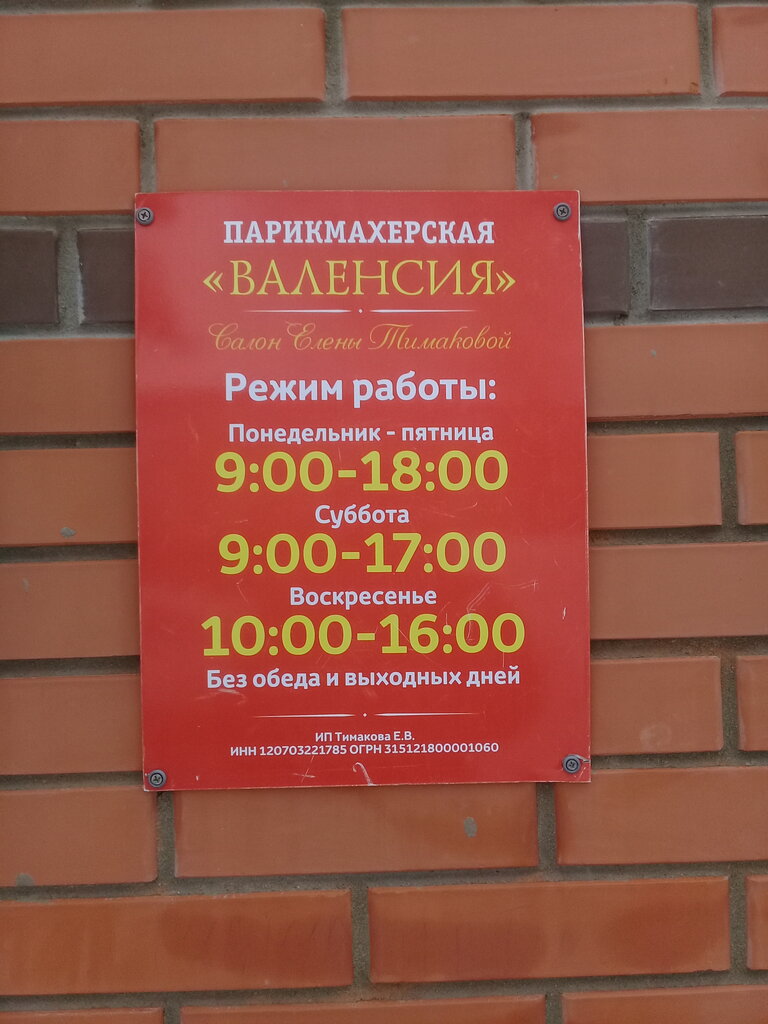 ПАРИКМАХЕРСКАЯ
«ВАЛЕНСИЯ»
Салон Елены Тимаковой
Режим работы:
Понедельник - пятница
9:00-18:00
Суббота
9:00-17:00
Воскресенье
10:00-16:00
Без обеда и выходных дней
ИП Тимакова Е.В.
ИНН 120703221785 ОГРН 315121800001060